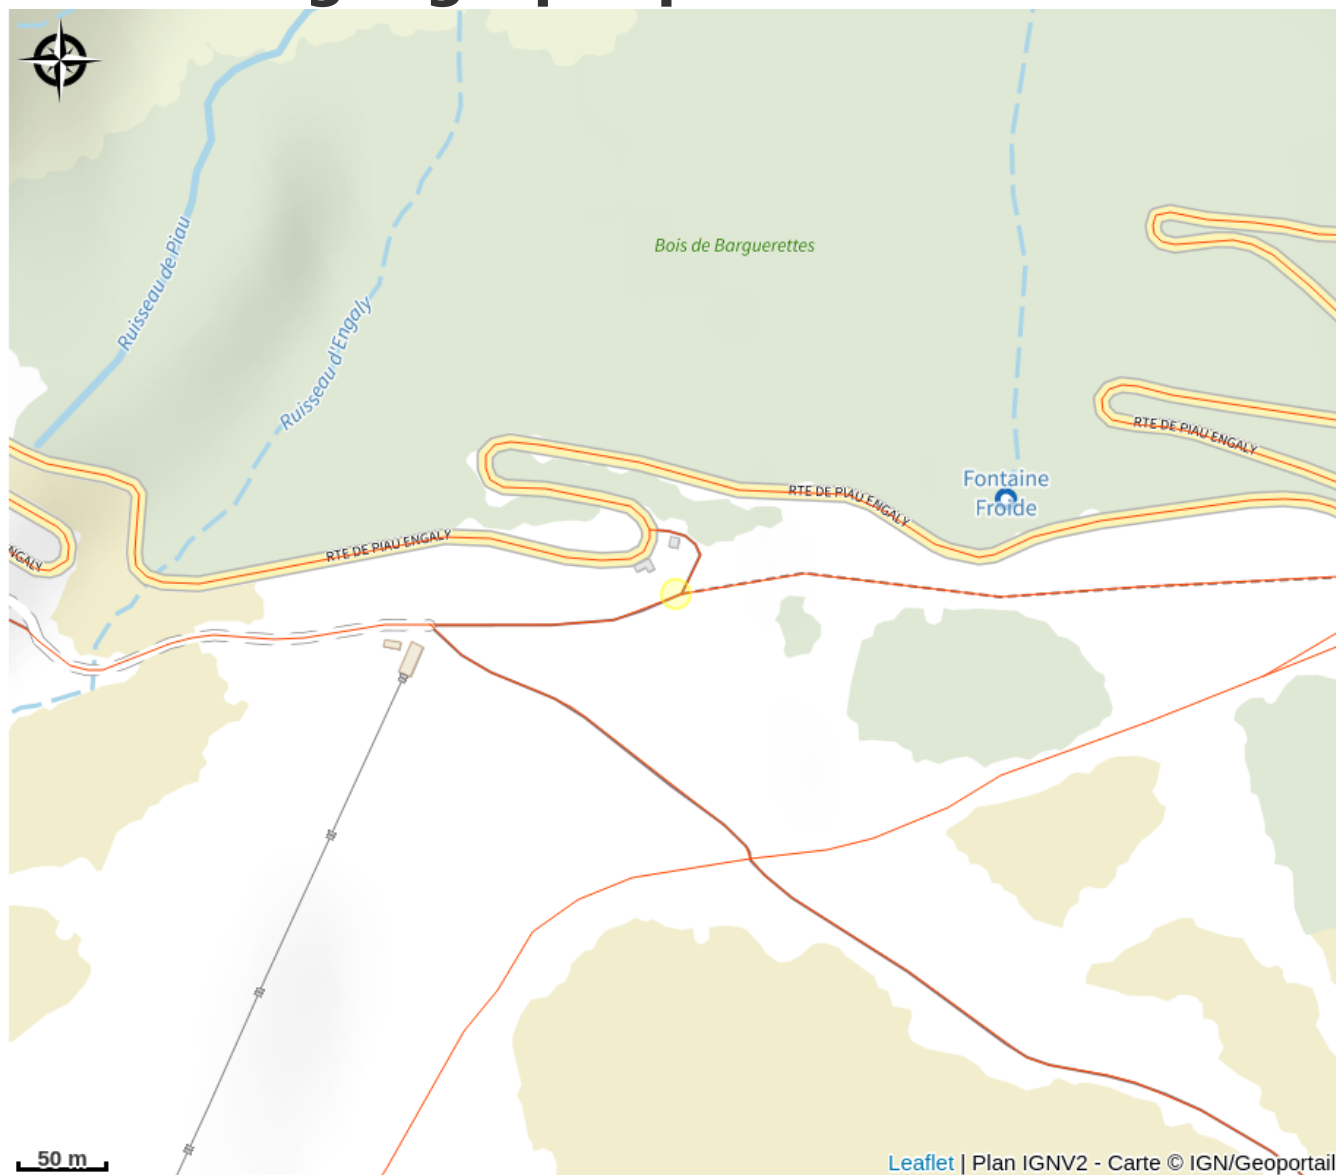 Ruisseau de Piau
Ruisseau d'Engaly
Bois de Barguerettes
RTE DE PIAU ENGALY
RTE DE PIAU ENGALY
Fontaine
Froide
RTE DE PIAU ENGALY
NGALY
50 m
Leaflet | Plan IGNV2 - Carte © IGN/Geoportail